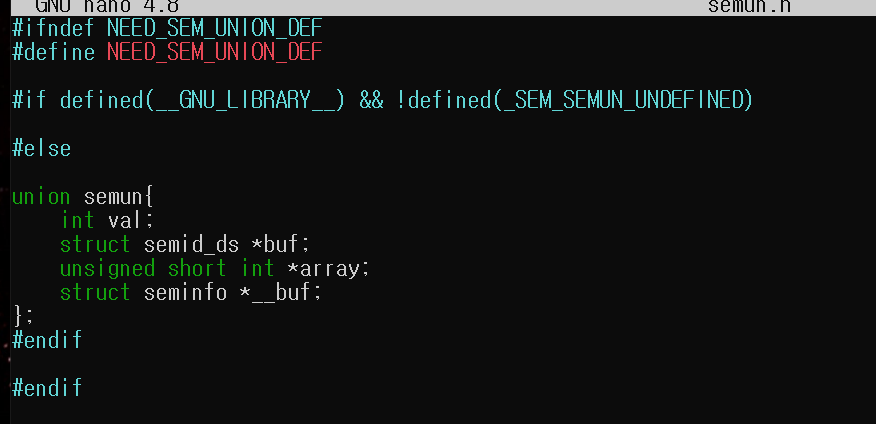 GNU nano 4.8 semun.h
#ifndef NEED_SEM_UNION_DEF
#define NEED_SEM_UNION_DEF
#if defined(__GNU_LIBRARY__) && !defined(_SEM_SEMUN_UNDEFINED)
#else
union semun{
    int val;
    struct semid_ds *buf;
    unsigned short int *array;
    struct seminfo *__buf;
};
#endif
#endif